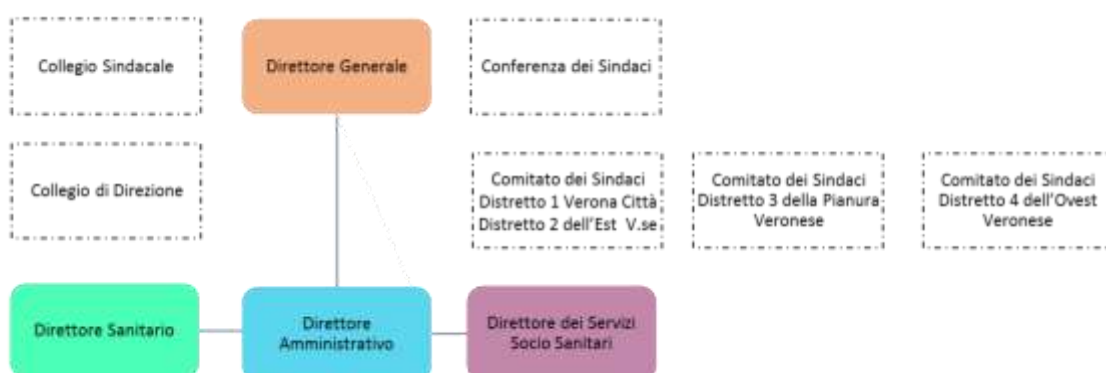 Collegio Sindacale
Direttore Generale
Conferenza dei Sindaci
Collegio di Direzione
Comitato dei Sindaci
Distretto 1 Verona Città
Distretto 2 dell'Est V.se
Comitato dei Sindaci
Distretto 3 della Pianura
Veronese
Comitato dei Sindaci
Distretto 4 dell'Ovest
Veronese
Direttore Sanitario
Direttore
Amministrativo
Direttore dei Servizi
Socio Sanitari